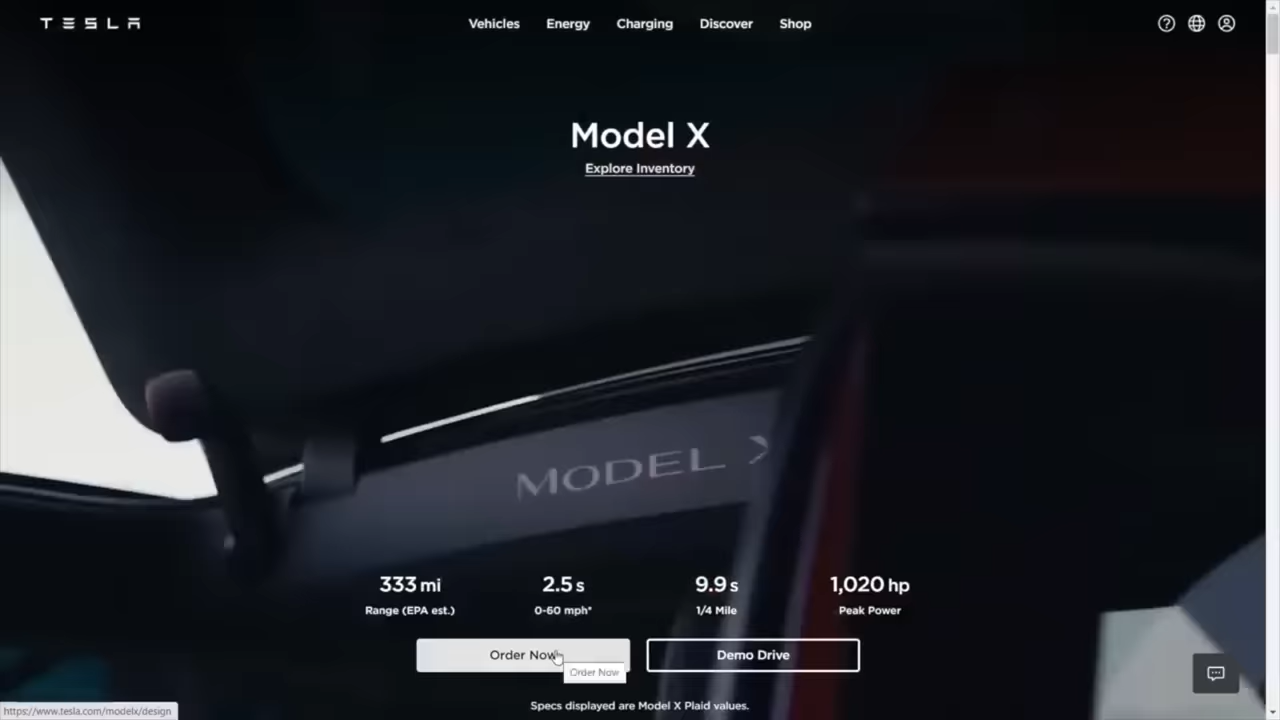 TESLA
Vehicles Energy Charging Discover Shop
Model X
Explore Inventory
MODEL X
333 mi 2.5 s 9.9 s 1,020 hp
Range (EPA est.) 0-60 mph* 1/4 Mile Peak Power
Order Now Demo Drive
Order Now
Specs displayed are Model X Plaid values.
https://www.tesla.com/modelx/design